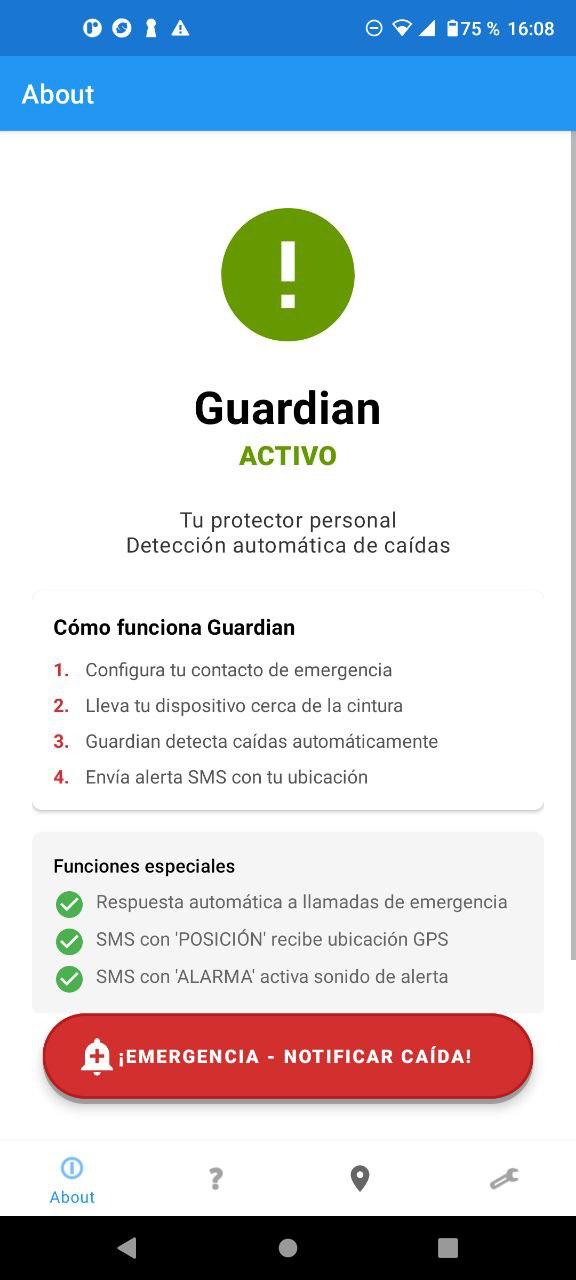 75 % 16:08
About
Guardian
ACTIVO
Tu protector personal
Detección automática de caídas
Cómo funciona Guardian
1. Configura tu contacto de emergencia
2. Lleva tu dispositivo cerca de la cintura
3. Guardian detecta caídas automáticamente
4. Envía alerta SMS con tu ubicación
Funciones especiales
Respuesta automática a llamadas de emergencia
SMS con 'POSICIÓN' recibe ubicación GPS
SMS con 'ALARMA' activa sonido de alerta
¡EMERGENCIA - NOTIFICAR CAÍDA!
About